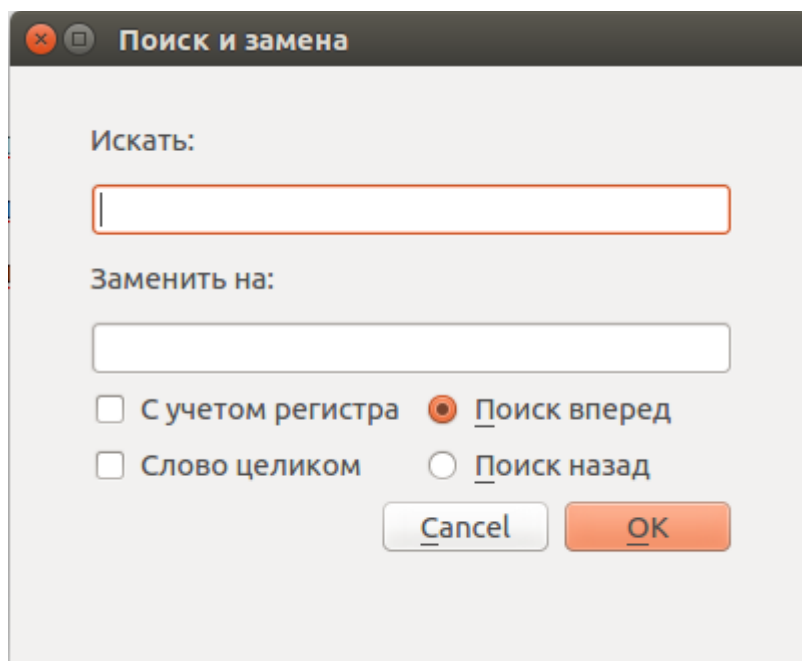 Поиск и замена
Искать:
Заменить на:
С учетом регистра Поиск вперед
Слово целиком Поиск назад
Cancel OK